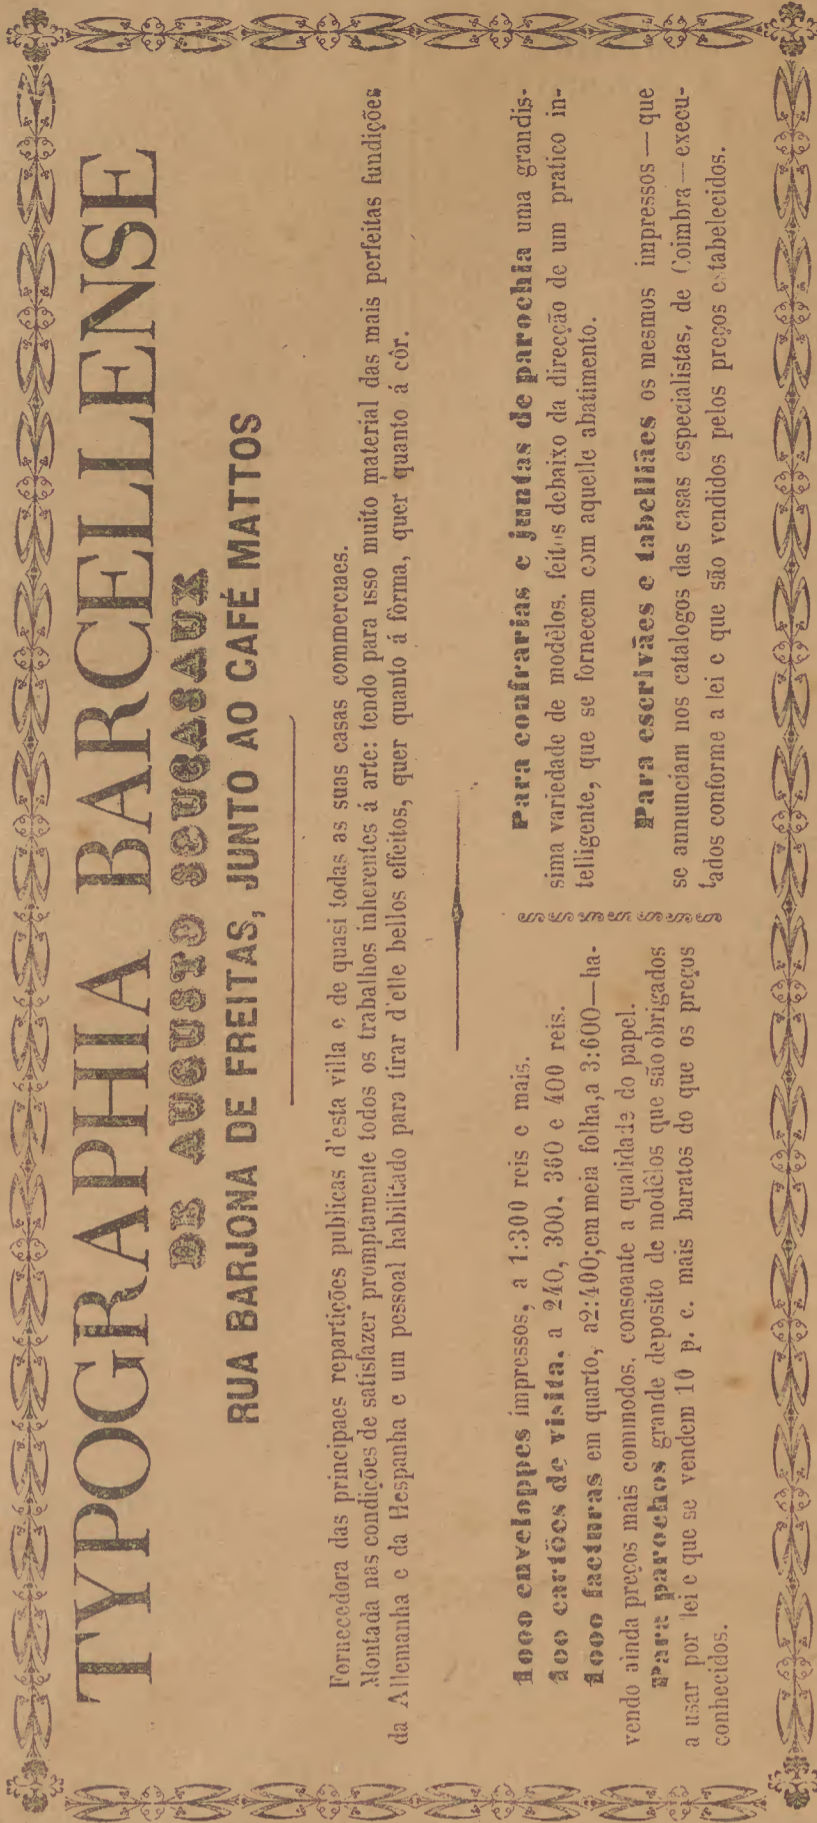 TYPOGRAPHIA BARCELLENSE
DE AUGUSTO SOUCASAUX
RUA BARJONA DE FREITAS, JUNTO AO CAFÉ MATTOS
Fornecedora das principaes repartições publicas d'esta villa e de quasi todas as suas casas commerciaes.
Montada nas condições de satisfazer promptamente todos os trabalhos inherentes á arte: tendo para isso muito material das mais perfeitas fundições
da Allemanha e da Hespanha e um pessoal habilitado para tirar d'elle bellos effeitos, quer quanto á fórma, quer quanto á côr.
1000 enveloppes impressos, a 1:300 reis e mais.
100 cartões de visita, a 240, 300, 360 e 400 reis.
1000 facturas em quarto, a 2:400; em meia folha, a 3:600—ha-
vendo ainda preços mais commodos, consoante a qualidade do papel.
Para parochos grande deposito de modêlos que são obrigados
a usar por lei e que se vendem 10 p. c. mais baratos do que os preços
conhecidos.
Para confrarias e juntas de parochia uma grandis-
sima variedade de modêlos, feitos debaixo da direcção de um pratico in-
telligente, que se fornecem com aquelle abatimento.
Para escrivães e tabelliães os mesmos impressos—que
se annunciam nos catalogos das casas especialistas, de Coimbra—execu-
tados conforme a lei e que são vendidos pelos preços estabelecidos.